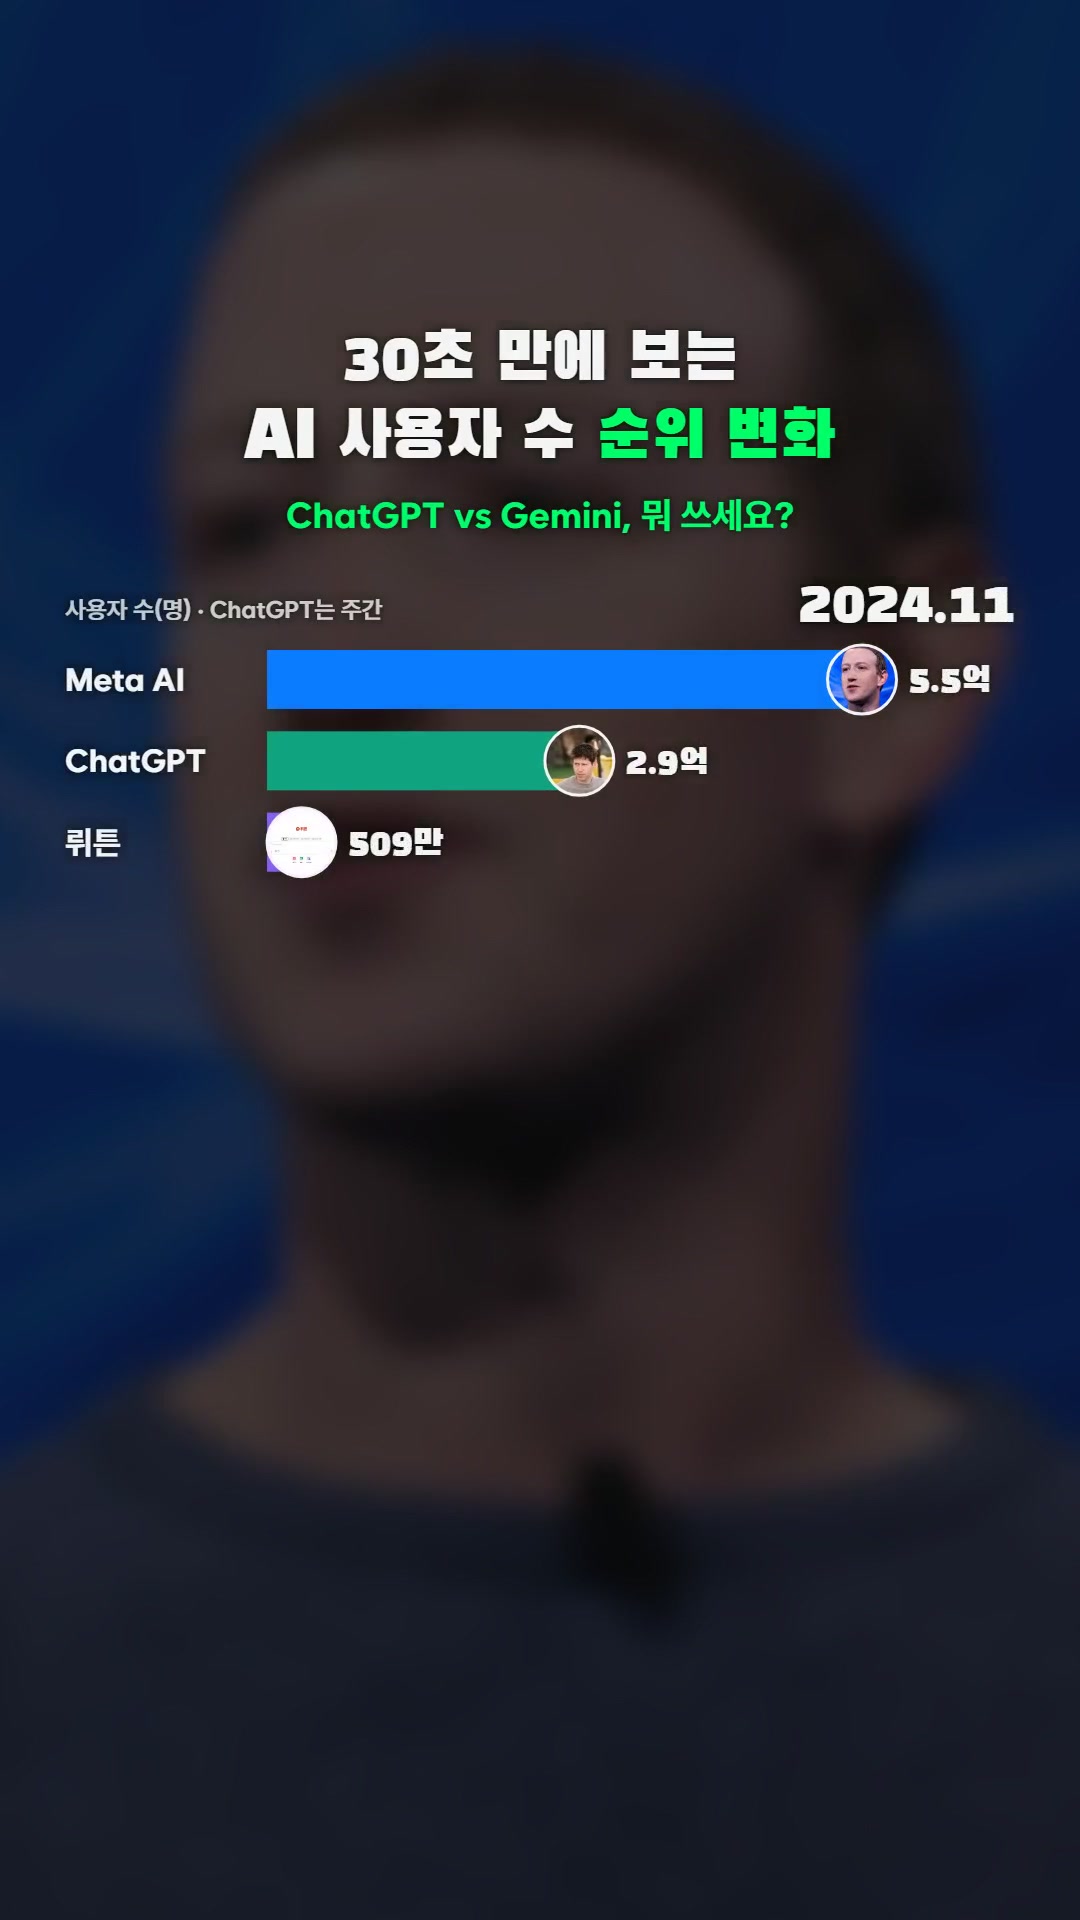 30초 만에 보는
AI 사용자 수 순위 변화
ChatGPT vs Gemini, 뭐 쓰세요?
사용자 수(명) · ChatGPT는 주간
2024.11
Meta AI 5.5억
ChatGPT 2.9억
뤼튼 509만